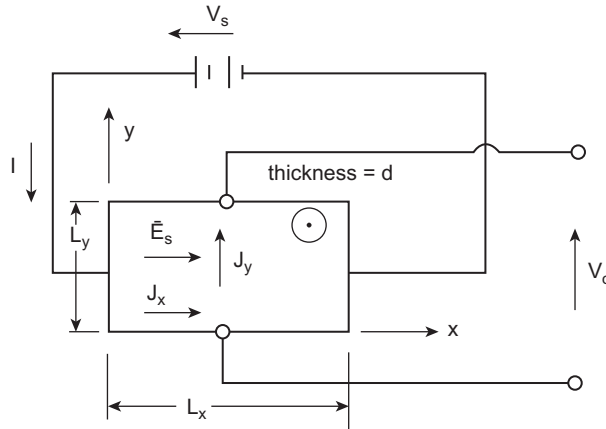 V_s
y
I
thickness = d
L_y
Ē_s
J_y
V_o
J_x
x
L_x